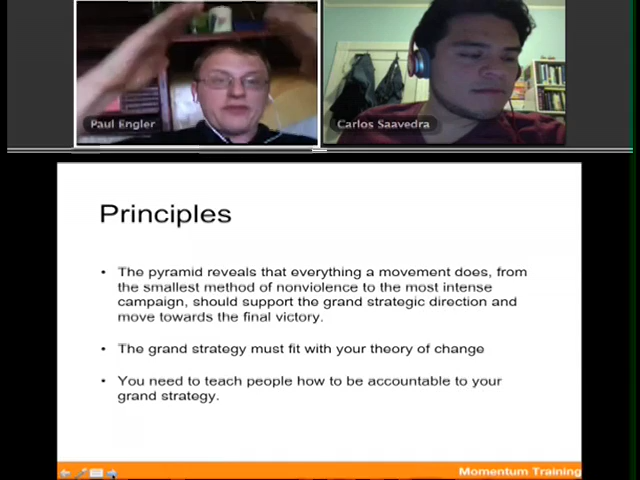 Paul Engler
Carlos Saavedra
Principles
• The pyramid reveals that everything a movement does, from
the smallest method of nonviolence to the most intense
campaign, should support the grand strategic direction and
move towards the final victory.
• The grand strategy must fit with your theory of change
• You need to teach people how to be accountable to your
grand strategy.
Momentum Training